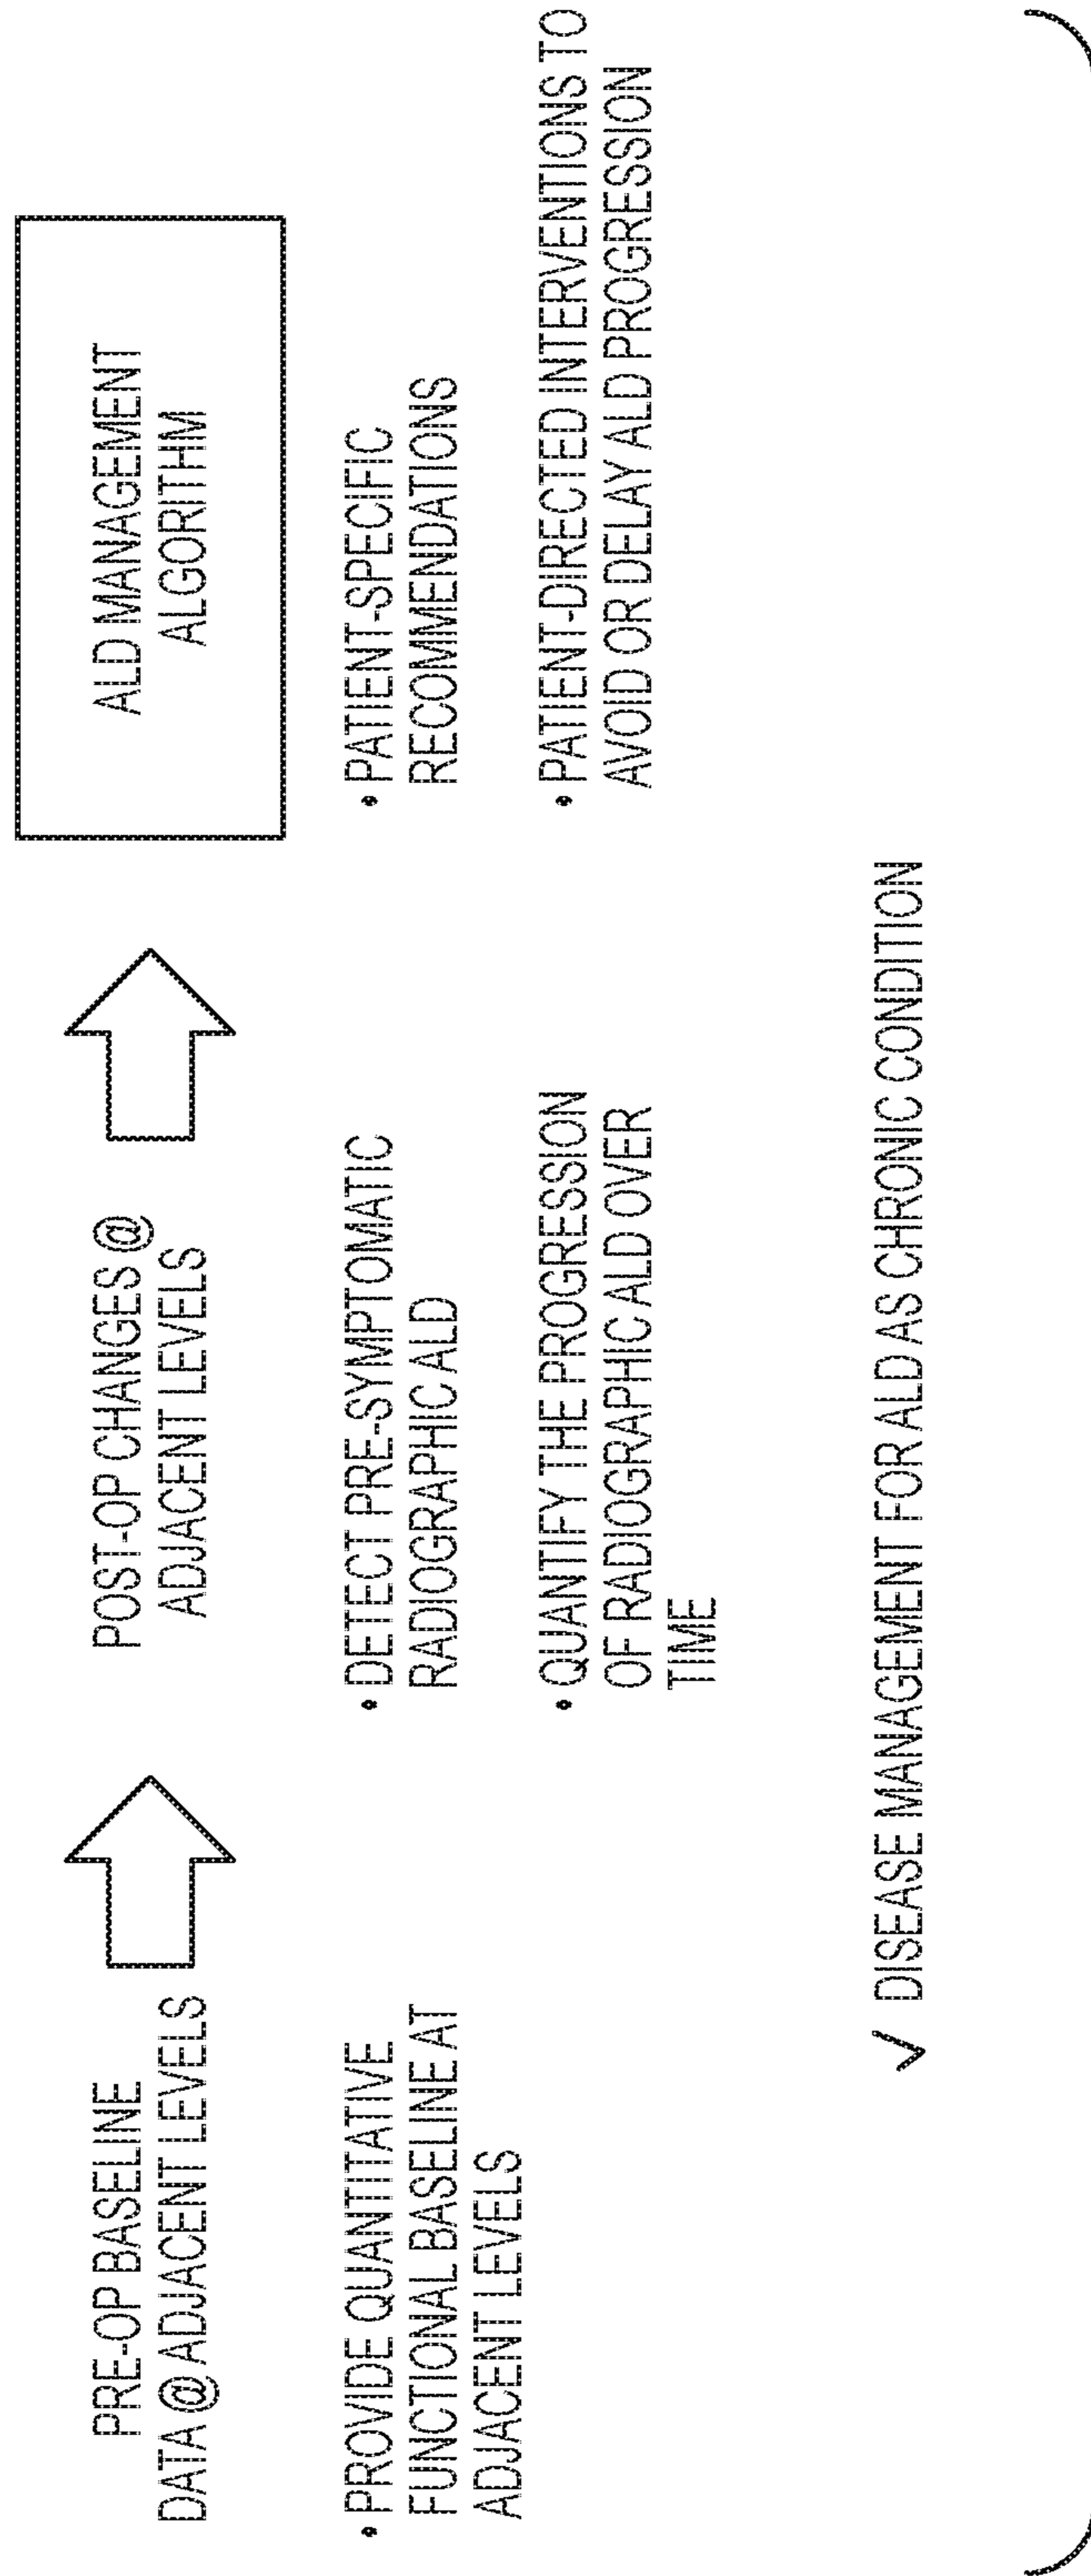 PRE-OP BASELINE
DATA @ ADJACENT LEVELS
• PROVIDE QUANTITATIVE
FUNCTIONAL BASELINE AT
ADJACENT LEVELS
POST-OP CHANGES @
ADJACENT LEVELS
• DETECT PRE-SYMPTOMATIC
RADIOGRAPHIC ALD
• QUANTIFY THE PROGRESSION
OF RADIOGRAPHIC ALD OVER
TIME
ALD MANAGEMENT
ALGORITHM
• PATIENT-SPECIFIC
RECOMMENDATIONS
• PATIENT-DIRECTED INTERVENTIONS TO
AVOID OR DELAY ALD PROGRESSION
✓ DISEASE MANAGEMENT FOR ALD AS CHRONIC CONDITION